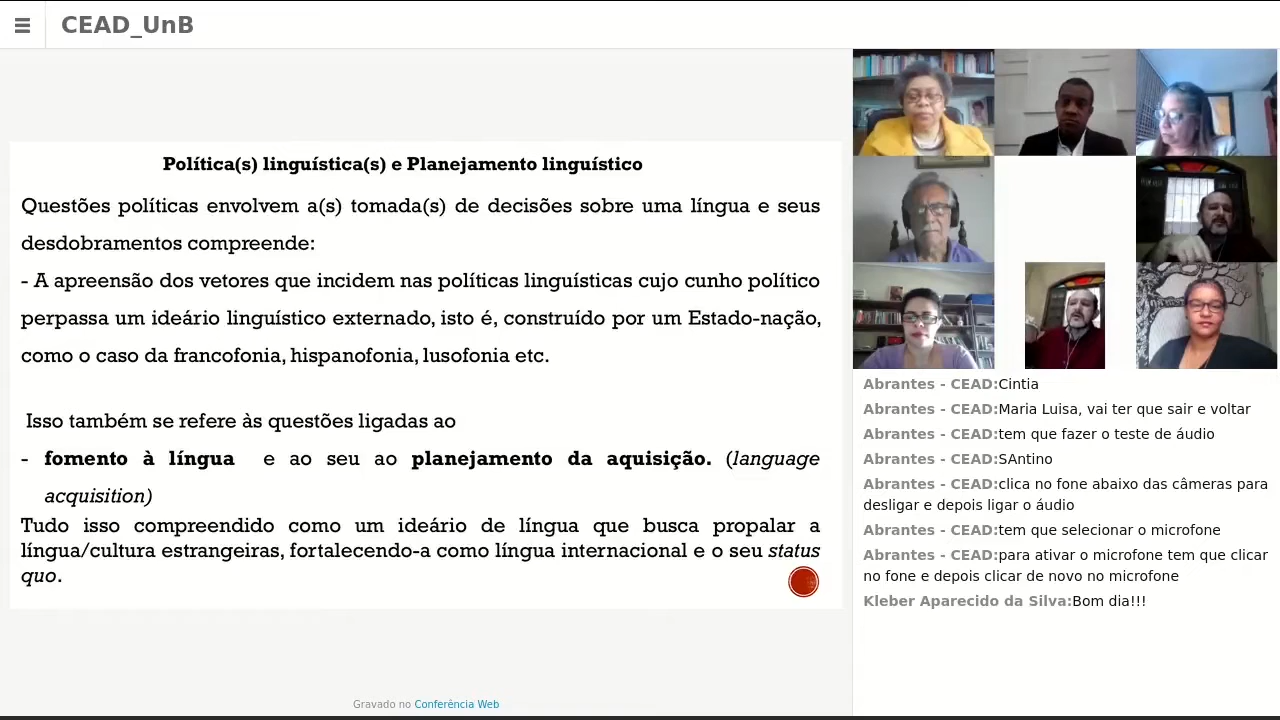 CEAD_UnB
Política(s) linguística(s) e Planejamento linguístico
Questões políticas envolvem a(s) tomada(s) de decisões sobre uma língua e seus
desdobramentos compreende:
- A apreensão dos vetores que incidem nas políticas linguísticas cujo cunho político
perpassa um ideário linguístico externado, isto é, construído por um Estado-nação,
como o caso da francofonia, hispanofonia, lusofonia etc.
Isso também se refere às questões ligadas ao
- fomento à língua e ao seu ao planejamento da aquisição. (language
acquisition)
Tudo isso compreendido como um ideário de língua que busca propalar a
língua/cultura estrangeiras, fortalecendo-a como língua internacional e o seu status
quo.
Gravado no Conferência Web
Abrantes - CEAD:Cintia
Abrantes - CEAD:Maria Luisa, vai ter que sair e voltar
Abrantes - CEAD:tem que fazer o teste de áudio
Abrantes - CEAD:SAntino
Abrantes - CEAD:clica no fone abaixo das câmeras para
desligar e depois ligar o áudio
Abrantes - CEAD:tem que selecionar o microfone
Abrantes - CEAD:para ativar o microfone tem que clicar
no fone e depois clicar de novo no microfone
Kleber Aparecido da Silva:Bom dia!!!